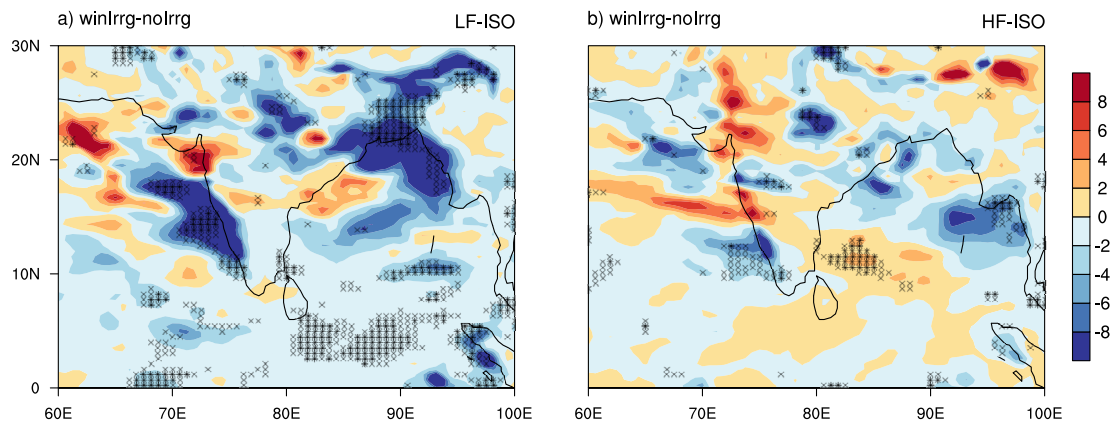 a) winIrrg-noIrrg LF-ISO
b) winIrrg-noIrrg HF-ISO
30N
20N
10N
0
60E 70E 80E 90E 100E
60E 70E 80E 90E 100E
8
6
4
2
0
-2
-4
-6
-8